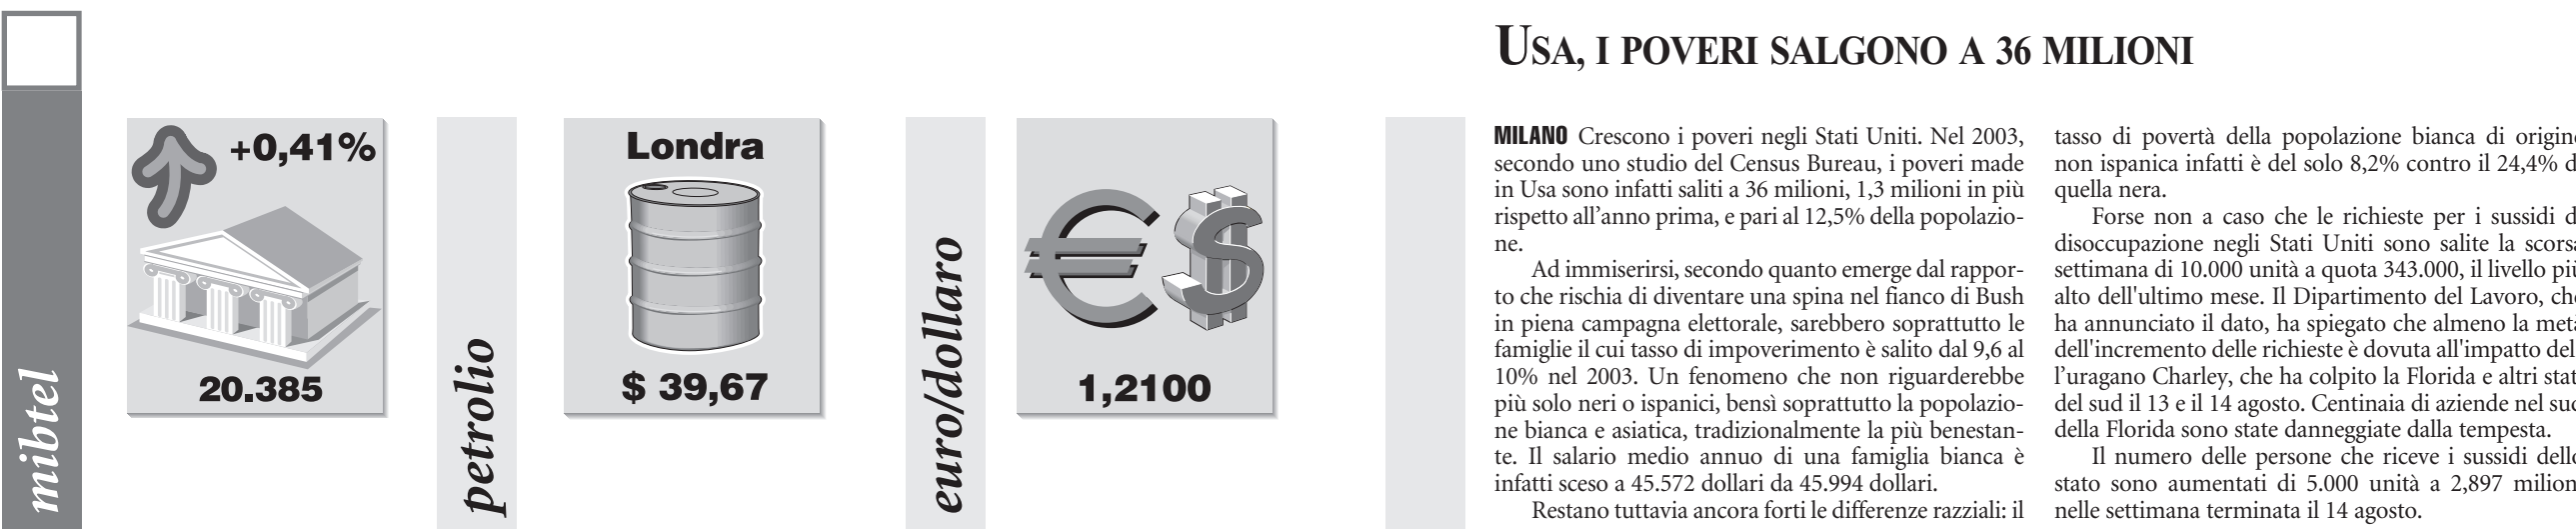 mibtel
+0,41%
20.385
petrolio
Londra
$ 39,67
euro/dollaro
1,2100
USA, I POVERI SALGONO A 36 MILIONI
MILANO Crescono i poveri negli Stati Uniti. Nel 2003,
secondo uno studio del Census Bureau, i poveri made
in Usa sono infatti saliti a 36 milioni, 1,3 milioni in più
rispetto all’anno prima, e pari al 12,5% della popolazio-
ne.
Ad immiserirsi, secondo quanto emerge dal rappor-
to che rischia di diventare una spina nel fianco di Bush
in piena campagna elettorale, sarebbero soprattutto le
famiglie il cui tasso di impoverimento è salito dal 9,6 al
10% nel 2003. Un fenomeno che non riguarderebbe
più solo neri o ispanici, bensì soprattutto la popolazio-
ne bianca e asiatica, tradizionalmente la più benestan-
te. Il salario medio annuo di una famiglia bianca è
infatti sceso a 45.572 dollari da 45.994 dollari.
Restano tuttavia ancora forti le differenze razziali: il
tasso di povertà della popolazione bianca di origine
non ispanica infatti è del solo 8,2% contro il 24,4% d
quella nera.
Forse non a caso che le richieste per i sussidi d
disoccupazione negli Stati Uniti sono salite la scorsa
settimana di 10.000 unità a quota 343.000, il livello più
alto dell'ultimo mese. Il Dipartimento del Lavoro, che
ha annunciato il dato, ha spiegato che almeno la metà
dell'incremento delle richieste è dovuta all'impatto del
l’uragano Charley, che ha colpito la Florida e altri stat
del sud il 13 e il 14 agosto. Centinaia di aziende nel sud
della Florida sono state danneggiate dalla tempesta.
Il numero delle persone che riceve i sussidi dello
stato sono aumentati di 5.000 unità a 2,897 milion
nelle settimana terminata il 14 agosto.